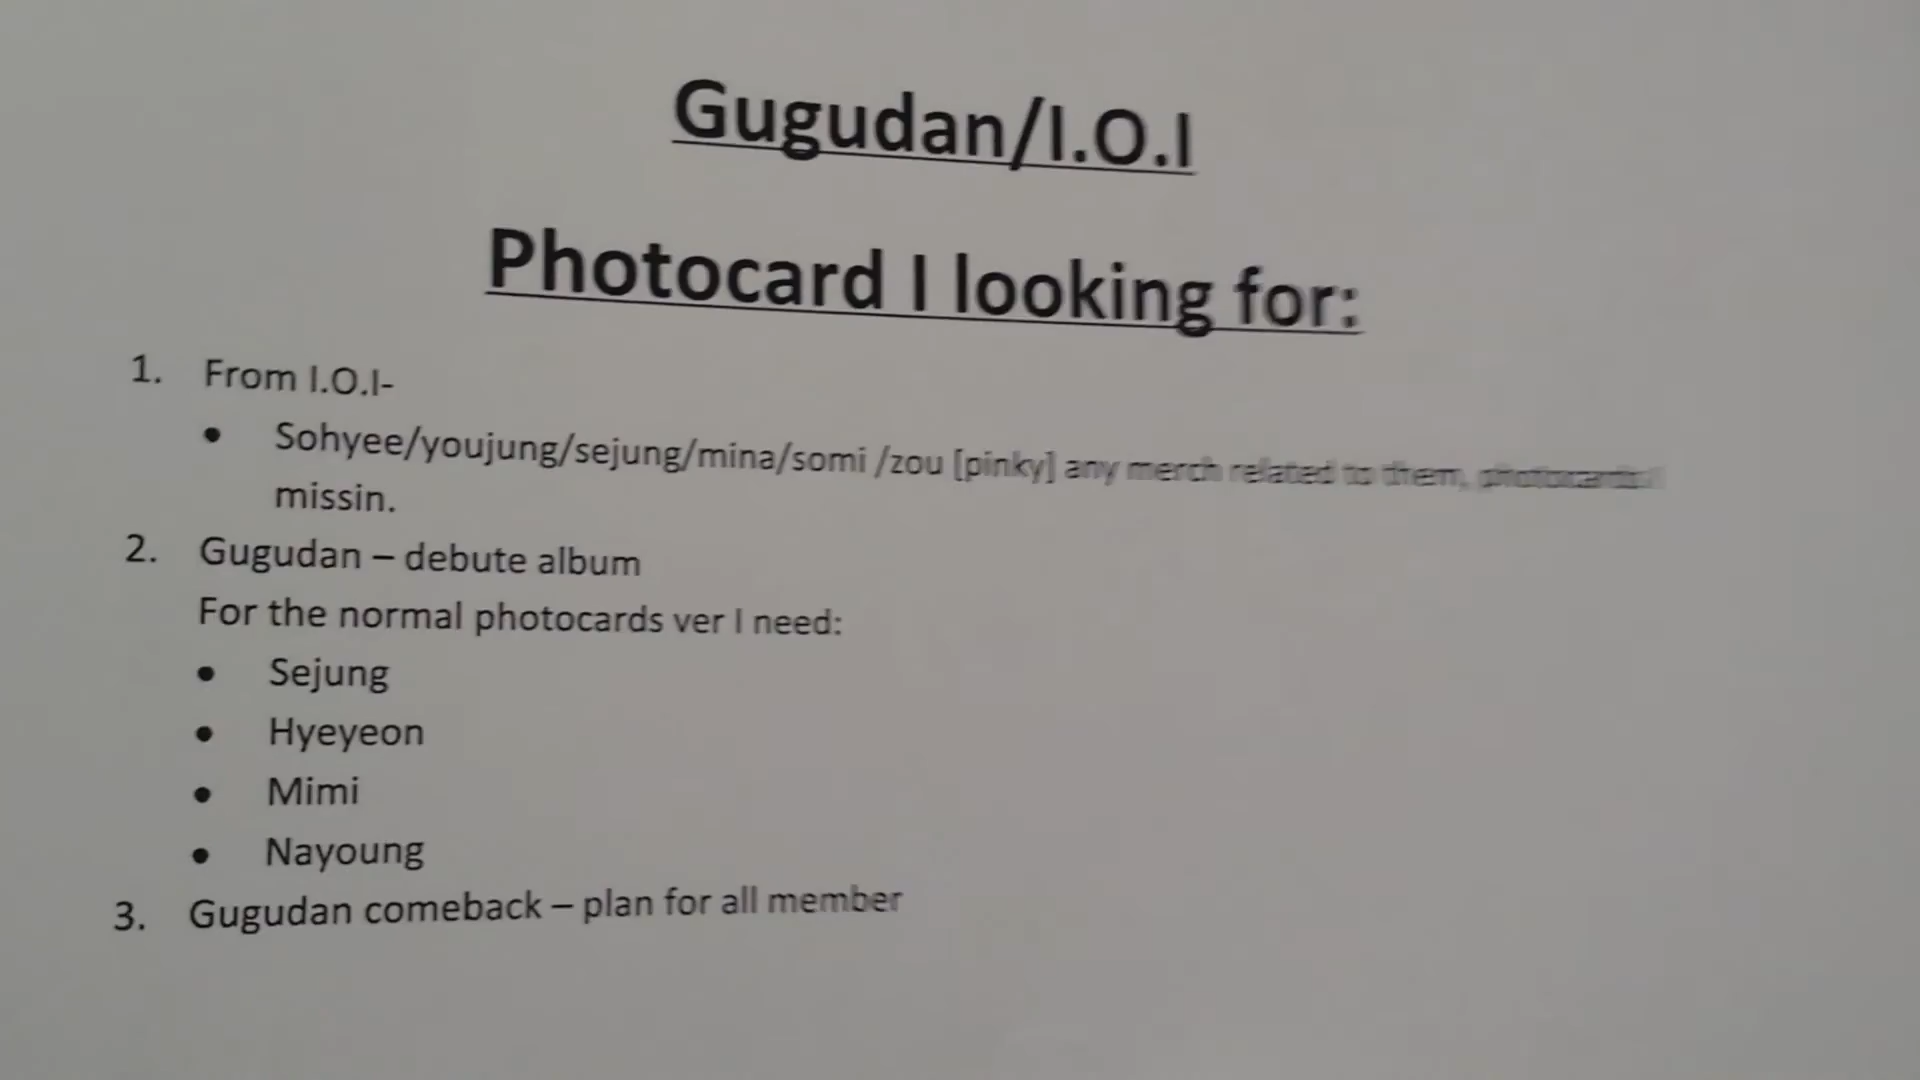 Gugudan/I.O.I
Photocard I looking for:
1. From I.O.I-
• Sohyee/youjung/sejung/mina/somi /zou [pinky] any merch related to them, photocards I
missin.
2. Gugudan – debute album
For the normal photocards ver I need:
• Sejung
• Hyeyeon
• Mimi
• Nayoung
3. Gugudan comeback – plan for all member